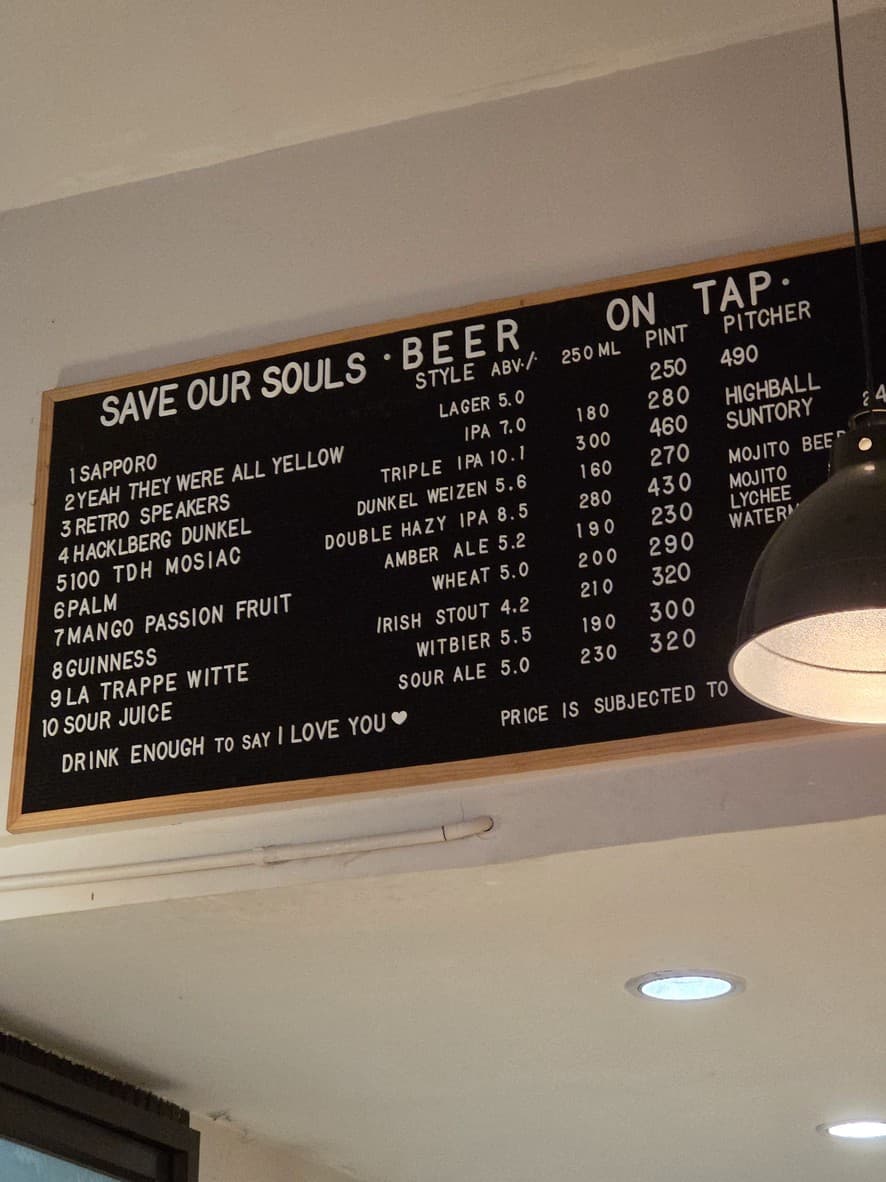 SAVE OUR SOULS · BEER ON TAP ·
STYLE ABV·/· 250 ML PINT PITCHER
1 SAPPORO LAGER 5.0 250 490
2 YEAH THEY WERE ALL YELLOW IPA 7.0 180 280
3 RETRO SPEAKERS TRIPLE IPA 10.1 300 460
4 HACKLBERG DUNKEL DUNKEL WEIZEN 5.6 160 270
5 100 TDH MOSIAC DOUBLE HAZY IPA 8.5 280 430
6 PALM AMBER ALE 5.2 190 230
7 MANGO PASSION FRUIT WHEAT 5.0 200 290
8 GUINNESS IRISH STOUT 4.2 210 320
9 LA TRAPPE WITTE WITBIER 5.5 190 300
10 SOUR JUICE SOUR ALE 5.0 230 320
HIGHBALL
SUNTORY
MOJITO
MOJITO
LYCHEE
DRINK ENOUGH TO SAY I LOVE YOU ♥
PRICE IS SUBJECTED TO